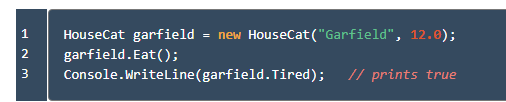 1 HouseCat garfield = new HouseCat("Garfield", 12.0);
2 garfield.Eat();
3 Console.WriteLine(garfield.Tired);   // prints true